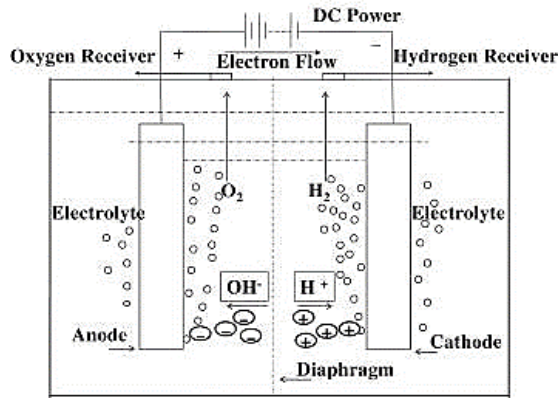 DC Power
+
−
Oxygen Receiver
Electron Flow
Hydrogen Receiver
O₂
H₂
Electrolyte
Electrolyte
OH⁻
H⁺
− − − −
+ + + +
Anode
Cathode
Diaphragm